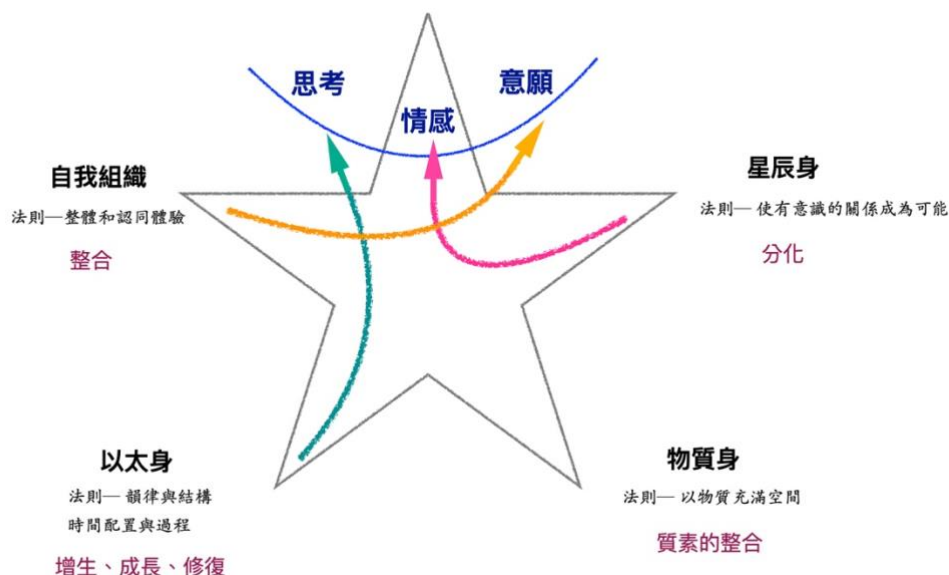 思考
意願
情感
自我組織
法則—整體和認同體驗
整合
星辰身
法則— 使有意識的關係成為可能
分化
以太身
法則— 韻律與結構
時間配置與過程
增生、成長、修復
物質身
法則— 以物質充滿空間
質素的整合